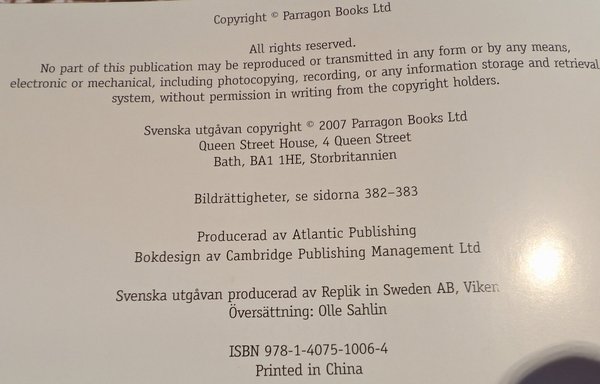 Copyright © Parragon Books Ltd
All rights reserved.
No part of this publication may be reproduced or transmitted in any form or by any means,
electronic or mechanical, including photocopying, recording, or any information storage and retrieval
system, without permission in writing from the copyright holders.
Svenska utgåvan copyright © 2007 Parragon Books Ltd
Queen Street House, 4 Queen Street
Bath, BA1 1HE, Storbritannien
Bildrättigheter, se sidorna 382–383
Producerad av Atlantic Publishing
Bokdesign av Cambridge Publishing Management Ltd
Svenska utgåvan producerad av Replik in Sweden AB, Viken
Översättning: Olle Sahlin
ISBN 978-1-4075-1006-4
Printed in China